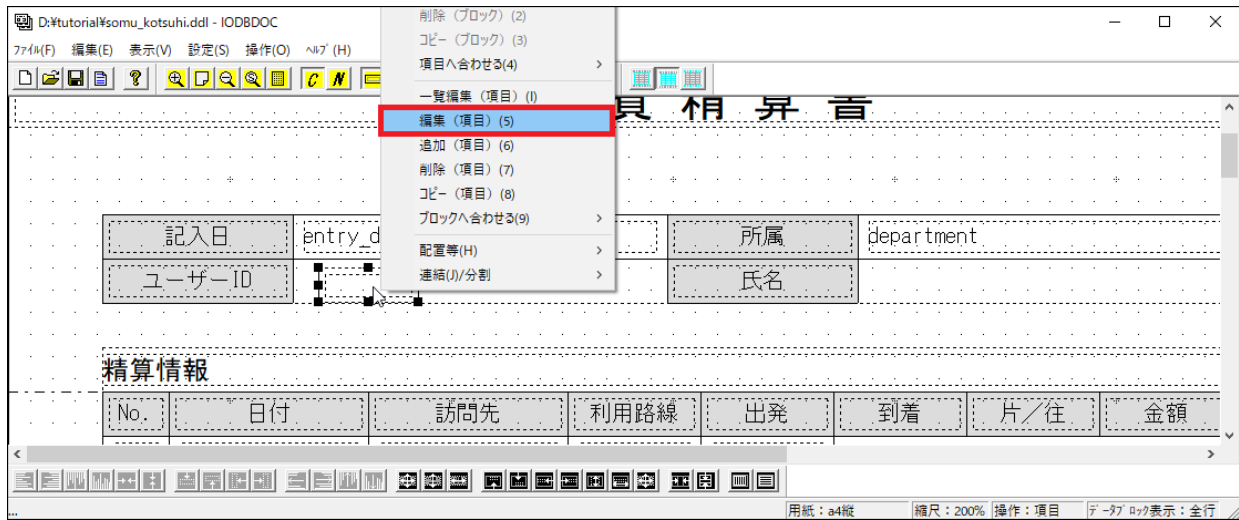 D:¥tutorial¥somu_kotsuhi.ddl - IODBDOC
ﾌｧｲﾙ(F) 編集(E) 表示(V) 設定(S) 操作(O) ﾍﾙﾌﾟ(H)
削除（ブロック）(2)
コピー（ブロック）(3)
項目へ合わせる(4)
一覧編集（項目）(I)
編集（項目）(5)
追加（項目）(6)
削除（項目）(7)
コピー（項目）(8)
ブロックへ合わせる(9)
配置等(H)
連結(J)/分割
費 精 算 書
記入日 entry_d 所属 department
ユーザーID 氏名
精算情報
No. 日付 訪問先 利用路線 出発 到着 片／往 金額
... 用紙：a4縦 縮尺：200% 操作：項目 ﾃﾞｰﾀﾌﾞﾛｯｸ表示：全行